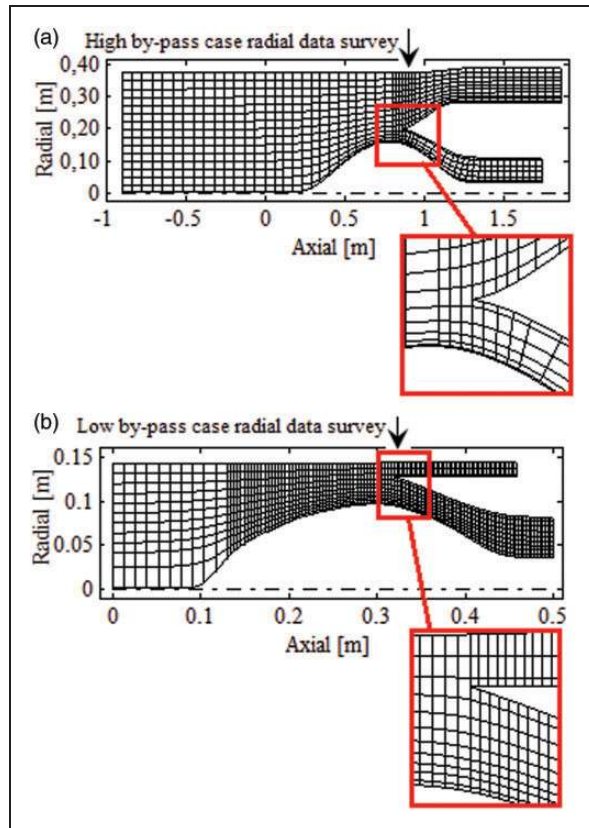 (a)
High by-pass case radial data survey
0,40
0,30
0,20
0,10
0
Radial [m]
-1 -0.5 0 0.5 1 1.5
Axial [m]
(b)
Low by-pass case radial data survey
0.15
0.1
0.05
0
Radial [m]
0 0.1 0.2 0.3 0.4 0.5
Axial [m]